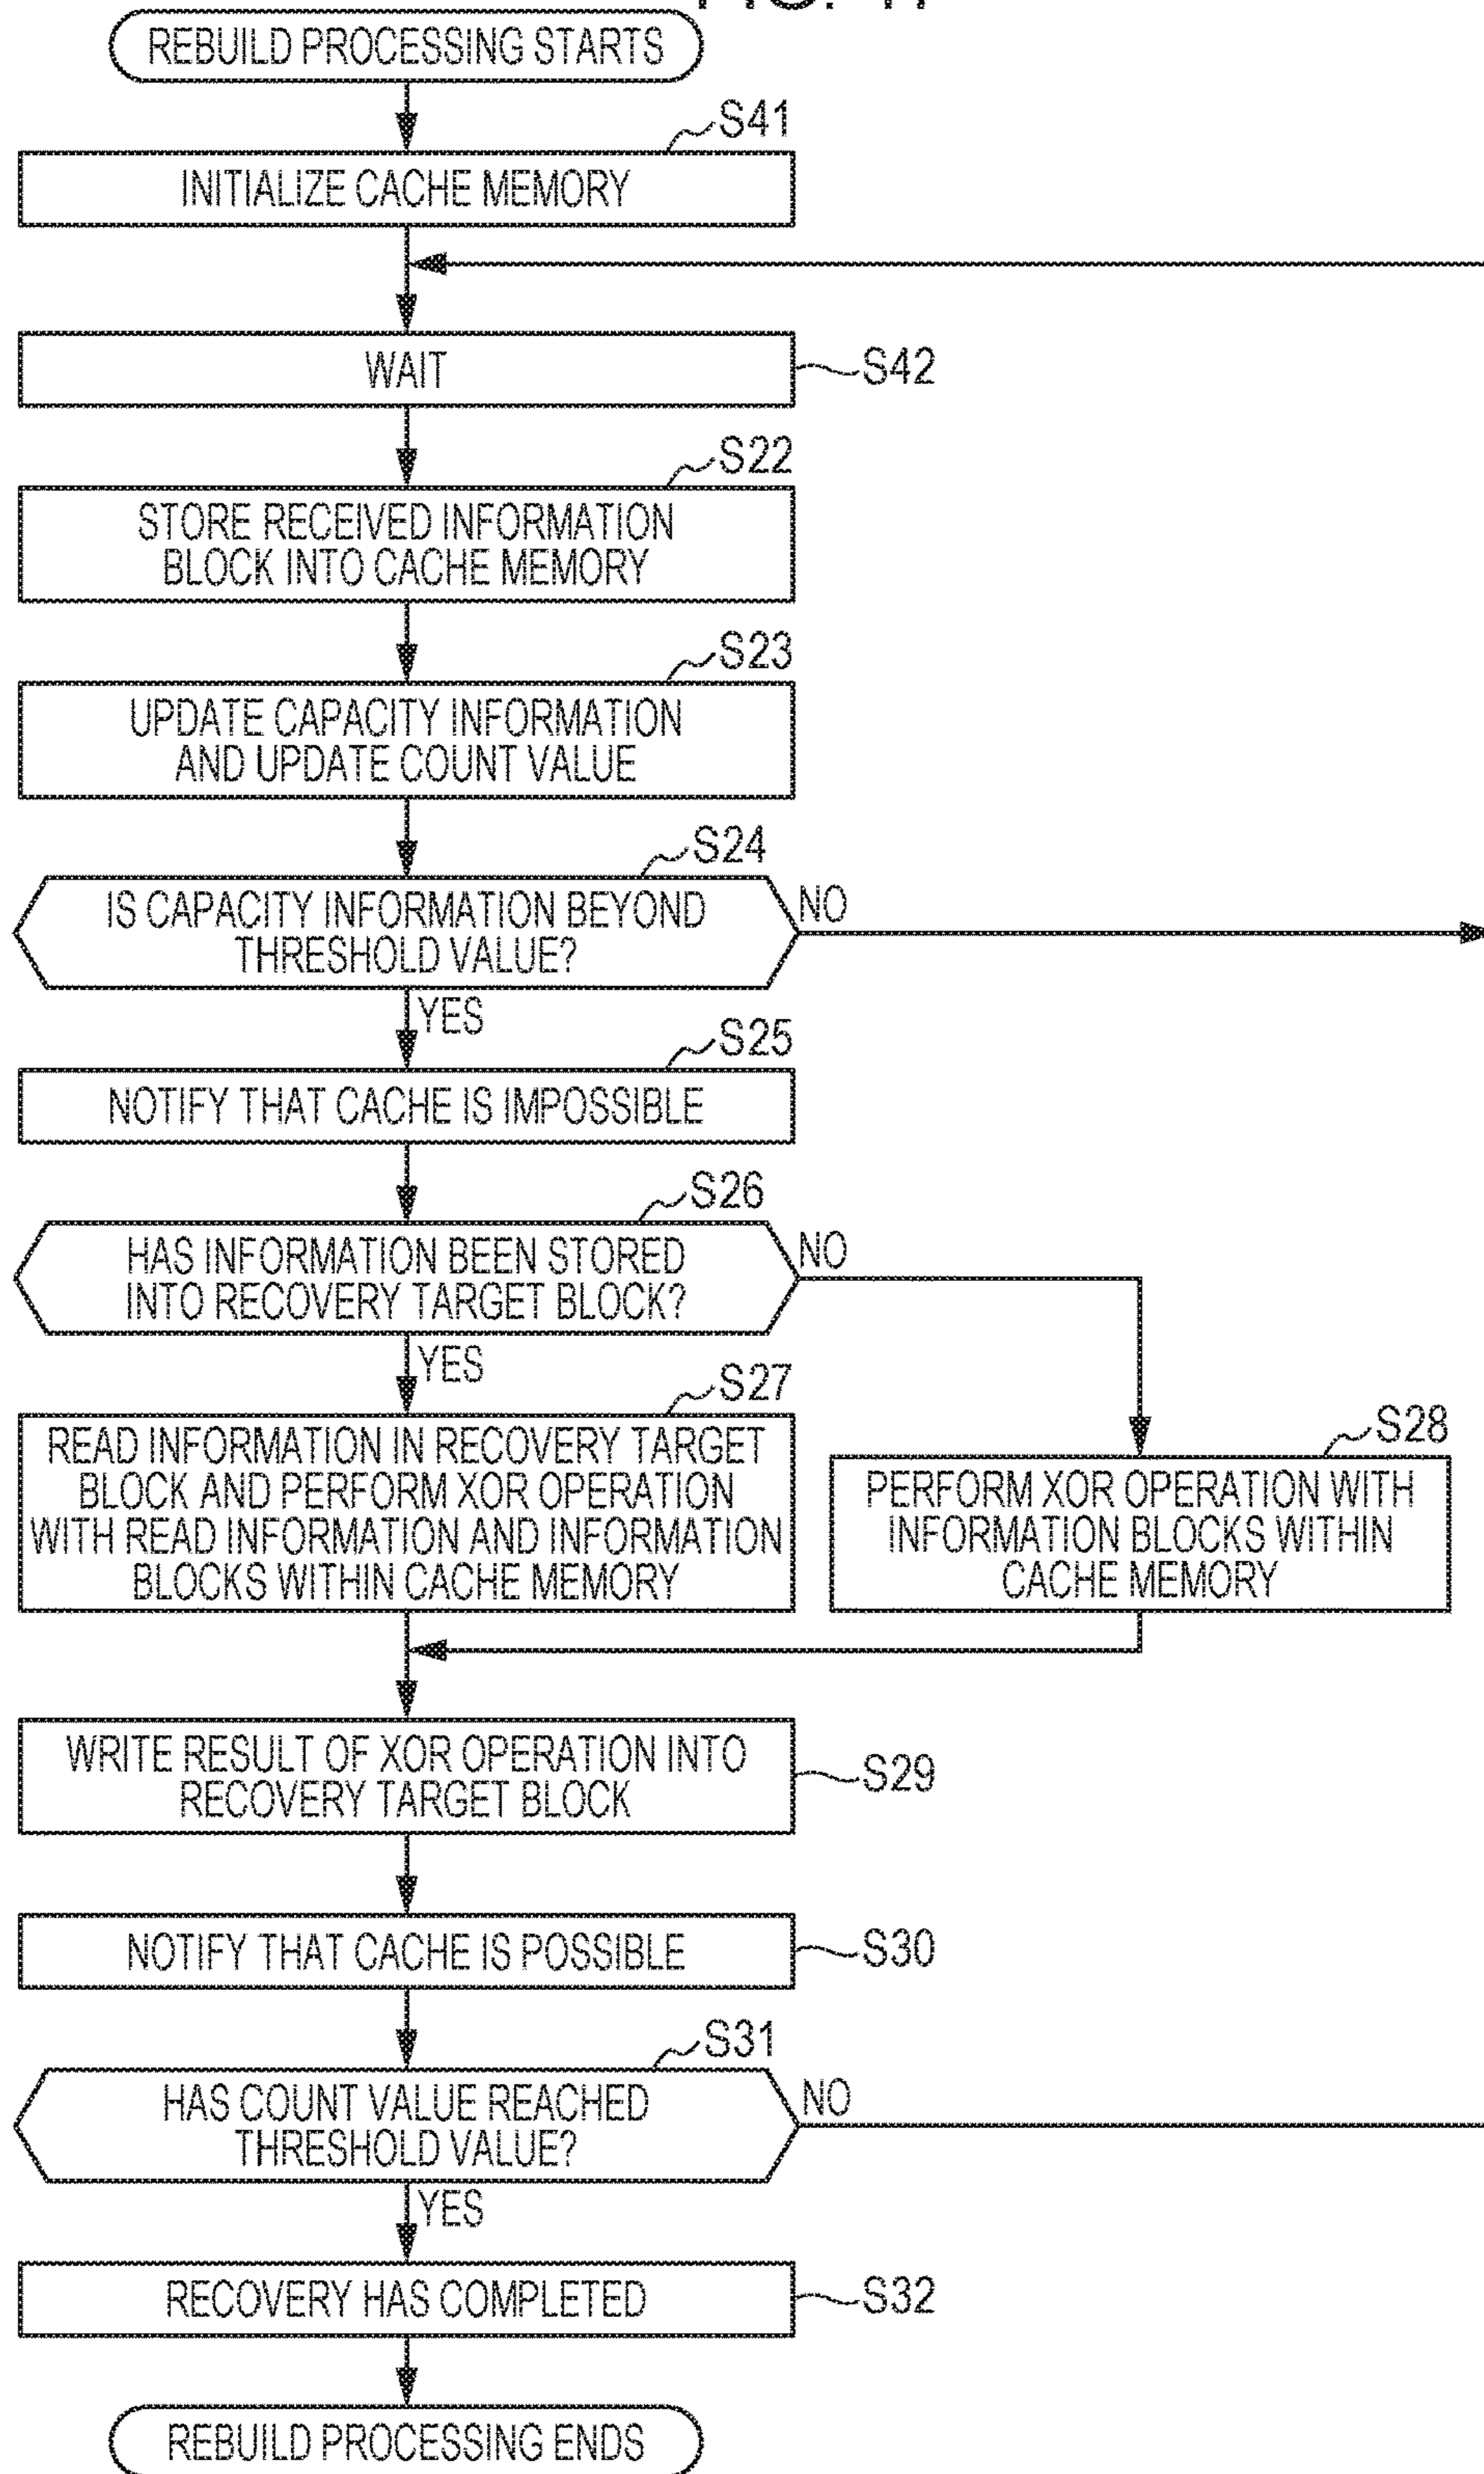 REBUILD PROCESSING STARTS
S41
INITIALIZE CACHE MEMORY
WAIT
S42
S22
STORE RECEIVED INFORMATION
BLOCK INTO CACHE MEMORY
S23
UPDATE CAPACITY INFORMATION
AND UPDATE COUNT VALUE
S24
IS CAPACITY INFORMATION BEYOND
THRESHOLD VALUE?
NO
YES
S25
NOTIFY THAT CACHE IS IMPOSSIBLE
S26
HAS INFORMATION BEEN STORED
INTO RECOVERY TARGET BLOCK?
NO
YES
S27
READ INFORMATION IN RECOVERY TARGET
BLOCK AND PERFORM XOR OPERATION
WITH READ INFORMATION AND INFORMATION
BLOCKS WITHIN CACHE MEMORY
S28
PERFORM XOR OPERATION WITH
INFORMATION BLOCKS WITHIN
CACHE MEMORY
WRITE RESULT OF XOR OPERATION INTO
RECOVERY TARGET BLOCK
S29
NOTIFY THAT CACHE IS POSSIBLE
S30
S31
HAS COUNT VALUE REACHED
THRESHOLD VALUE?
NO
YES
RECOVERY HAS COMPLETED
S32
REBUILD PROCESSING ENDS